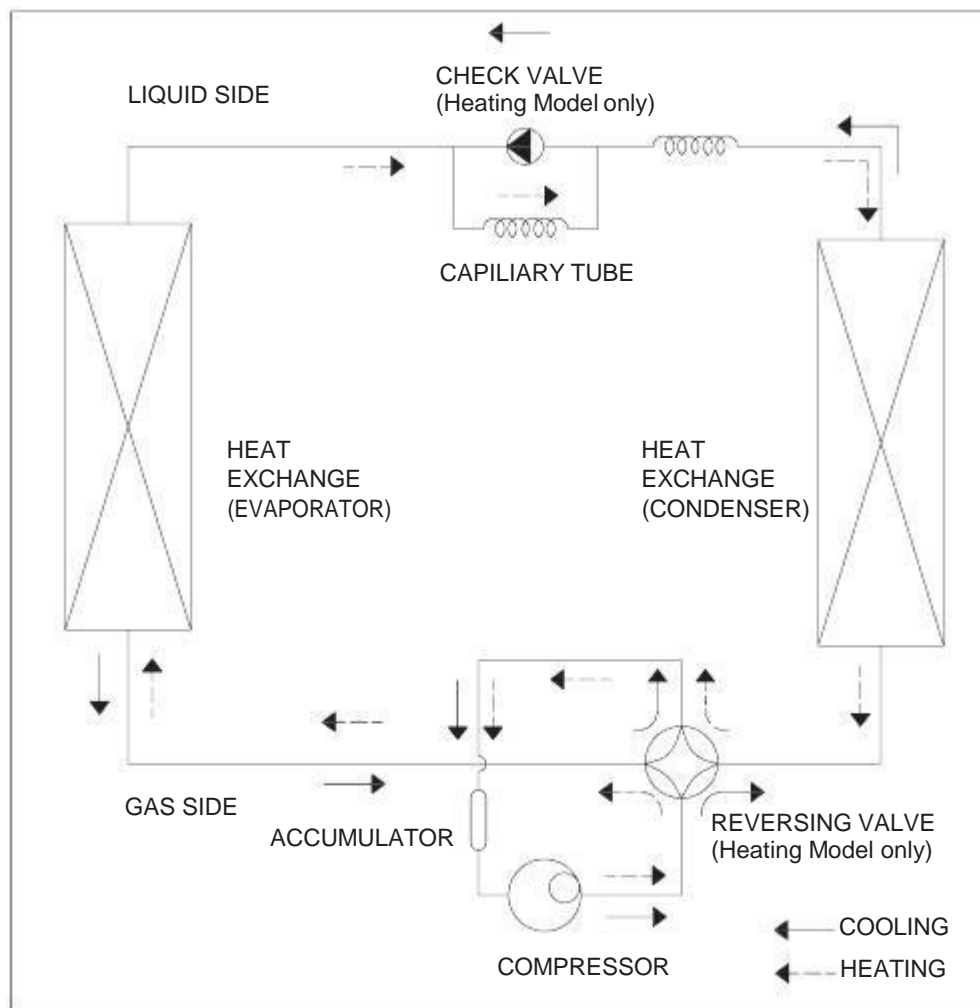 CHECK VALVE
(Heating Model only)
LIQUID SIDE
CAPILIARY TUBE
HEAT
EXCHANGE
(EVAPORATOR)
HEAT
EXCHANGE
(CONDENSER)
GAS SIDE
ACCUMULATOR
REVERSING VALVE
(Heating Model only)
COMPRESSOR
COOLING
HEATING